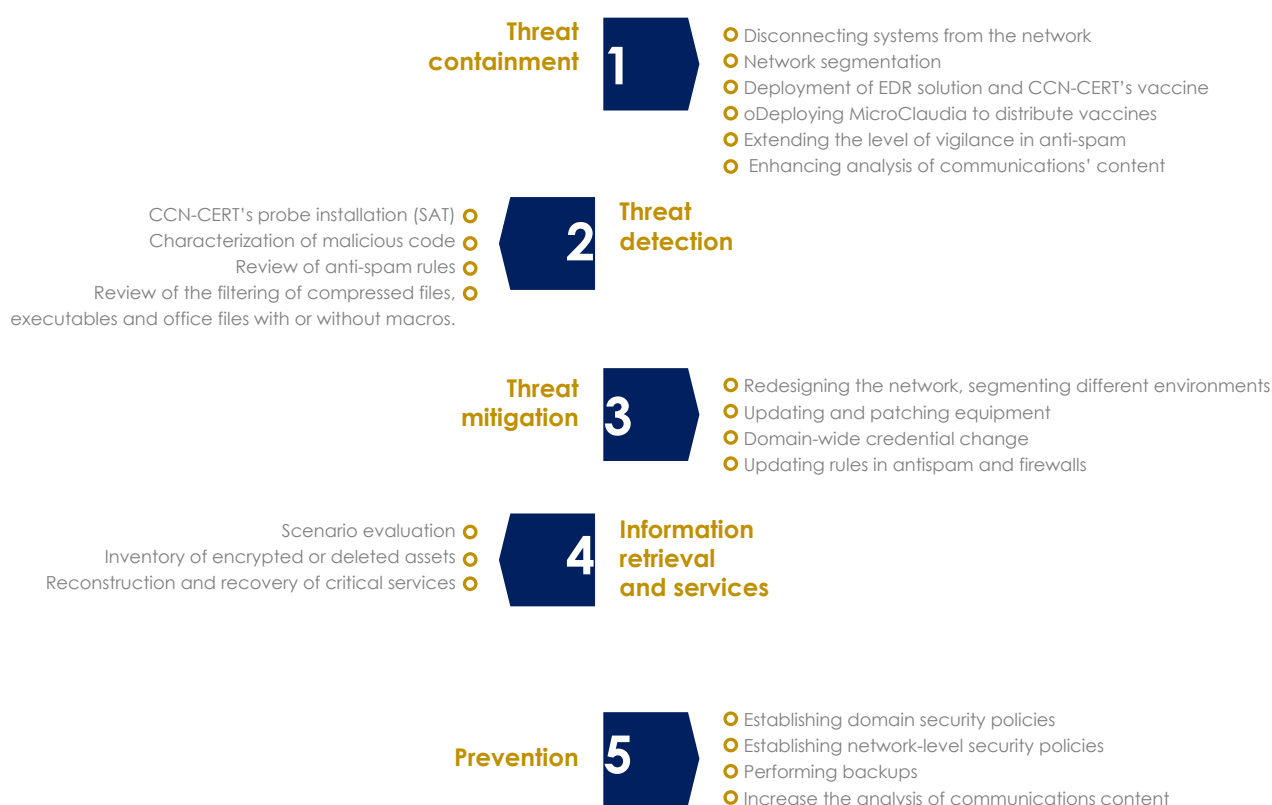 Threat
containment
1
Disconnecting systems from the network
Network segmentation
Deployment of EDR solution and CCN-CERT's vaccine
oDeploying MicroClaudia to distribute vaccines
Extending the level of vigilance in anti-spam
Enhancing analysis of communications' content
CCN-CERT's probe installation (SAT)
Characterization of malicious code
Review of anti-spam rules
Review of the filtering of compressed files,
executables and office files with or without macros.
2
Threat
detection
Threat
mitigation
3
Redesigning the network, segmenting different environments
Updating and patching equipment
Domain-wide credential change
Updating rules in antispam and firewalls
Scenario evaluation
Inventory of encrypted or deleted assets
Reconstruction and recovery of critical services
4
Information
retrieval
and services
Prevention
5
Establishing domain security policies
Establishing network-level security policies
Performing backups
Increase the analysis of communications content